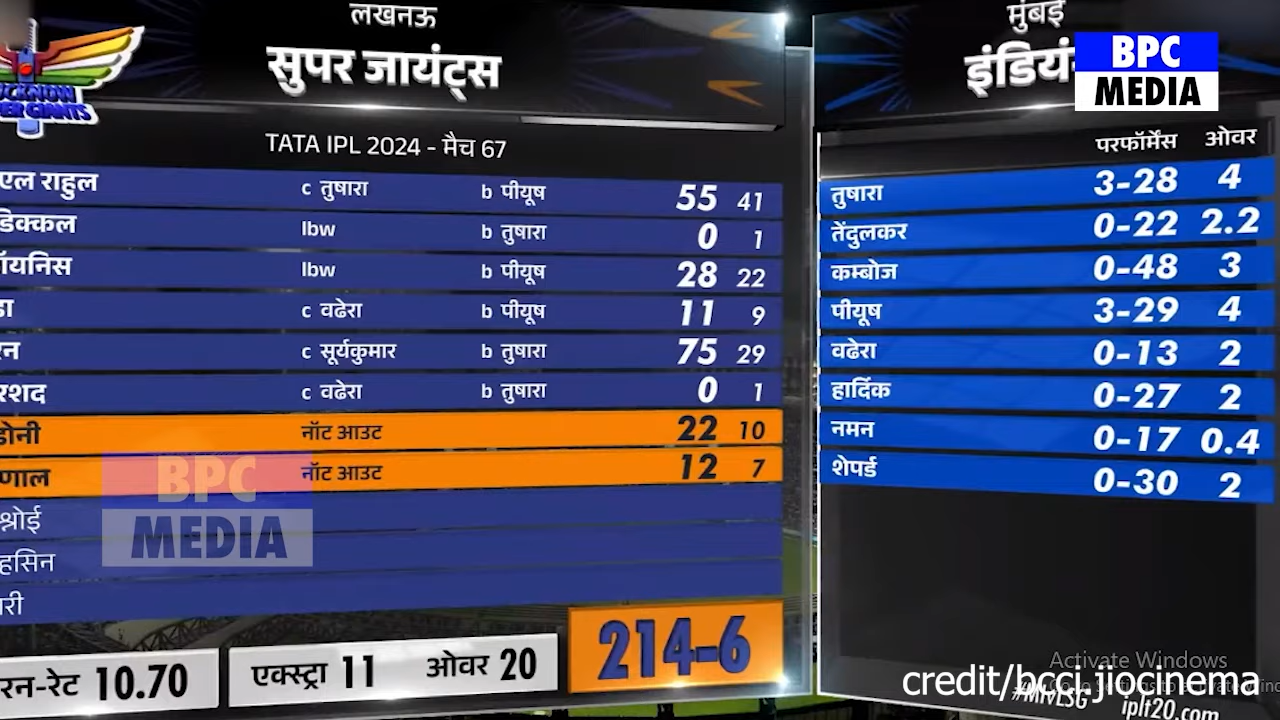 लखनऊ
सुपर जायंट्स
TATA IPL 2024 - मैच 67
एल राहुल c तुषारा b पीयूष 55 41
डिक्कल lbw b तुषारा 0 1
ॉयनिस lbw b पीयूष 28 22
डा c वढेरा b पीयूष 11 9
रन c सूर्यकुमार b तुषारा 75 29
रशद c वढेरा b तुषारा 0 1
डोनी नॉट आउट 22 10
णाल नॉट आउट 12 7
श्नोई
हसिन
री
रन-रेट 10.70 एक्स्ट्रा 11 ओवर 20 214-6
मुंबई
इंडियं
BPC
MEDIA
परफॉर्मेंस ओवर
तुषारा 3-28 4
तेंदुलकर 0-22 2.2
कम्बोज 0-48 3
पीयूष 3-29 4
वढेरा 0-13 2
हार्दिक 0-27 2
नमन 0-17 0.4
शेपर्ड 0-30 2
BPC
MEDIA
Activate Windows
credit/bcci.jiocinema
#MIvLSG iplt20.com